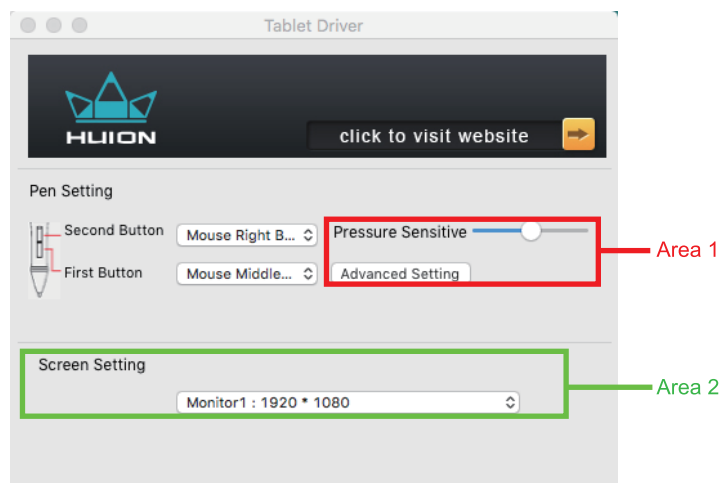 Tablet Driver
HUION
click to visit website
Pen Setting
Second Button
Mouse Right B...
Pressure Sensitive
Area 1
First Button
Mouse Middle...
Advanced Setting
Screen Setting
Area 2
Monitor1 : 1920 * 1080